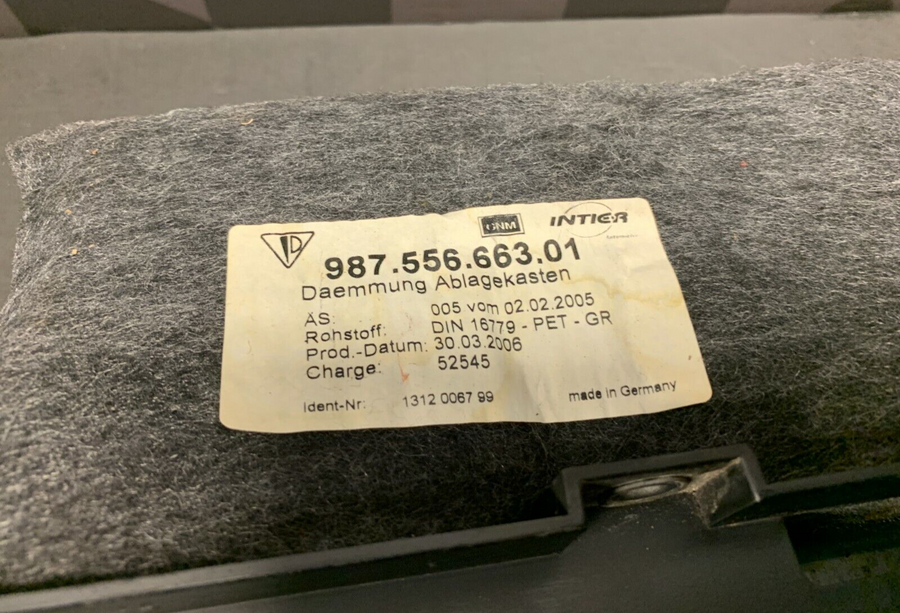 GNM INTIER
987.556.663.01
Daemmung Ablagekasten
ÄS: 005 vom 02.02.2005
Rohstoff: DIN 16779 - PET - GR
Prod.-Datum: 30.03.2006
Charge: 52545
Ident-Nr: 1312 0067 99 made in Germany